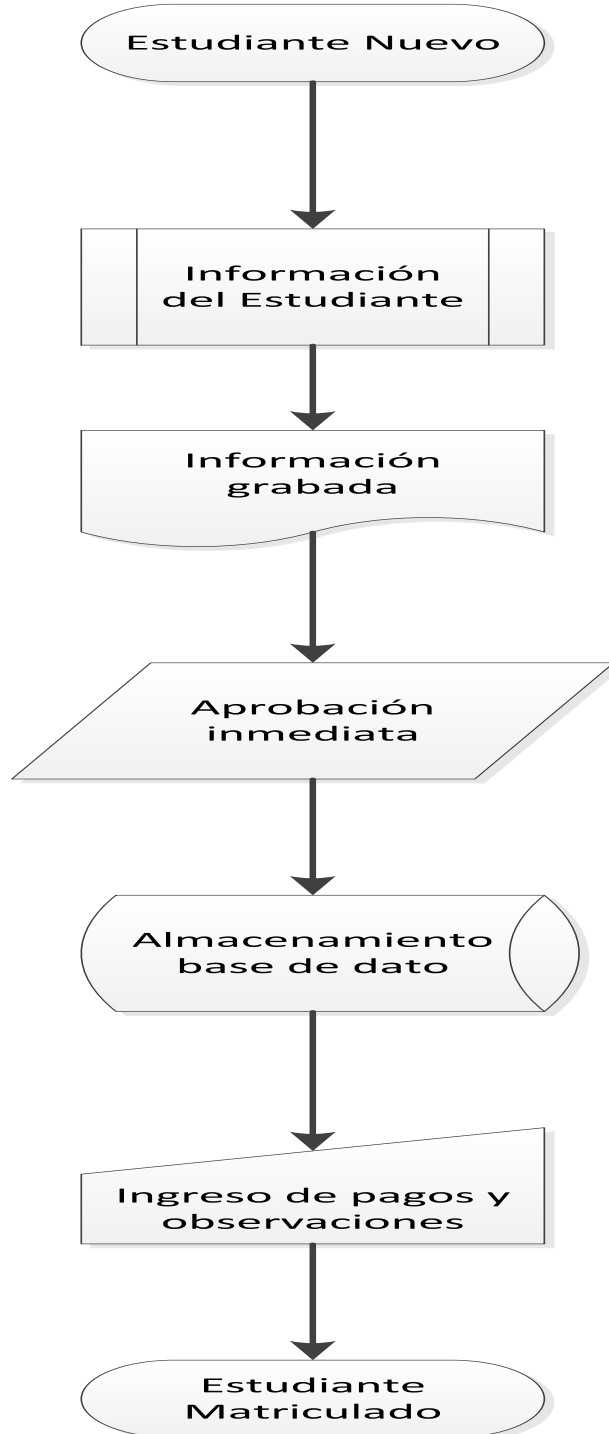 Estudiante Nuevo
Información
del Estudiante
Información
grabada
Aprobación
inmediata
Almacenamiento
base de dato
Ingreso de pagos y
observaciones
Estudiante
Matriculado